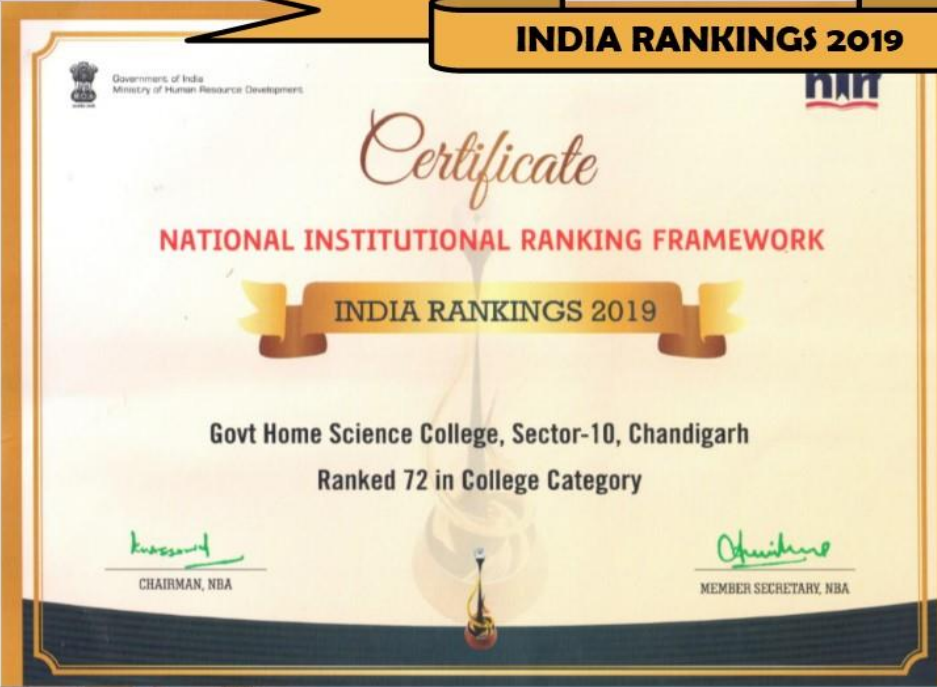 INDIA RANKINGS 2019
Government of India
Ministry of Human Resource Development
Certificate
NATIONAL INSTITUTIONAL RANKING FRAMEWORK
INDIA RANKINGS 2019
Govt Home Science College, Sector-10, Chandigarh
Ranked 72 in College Category
CHAIRMAN, NBA
MEMBER SECRETARY, NBA